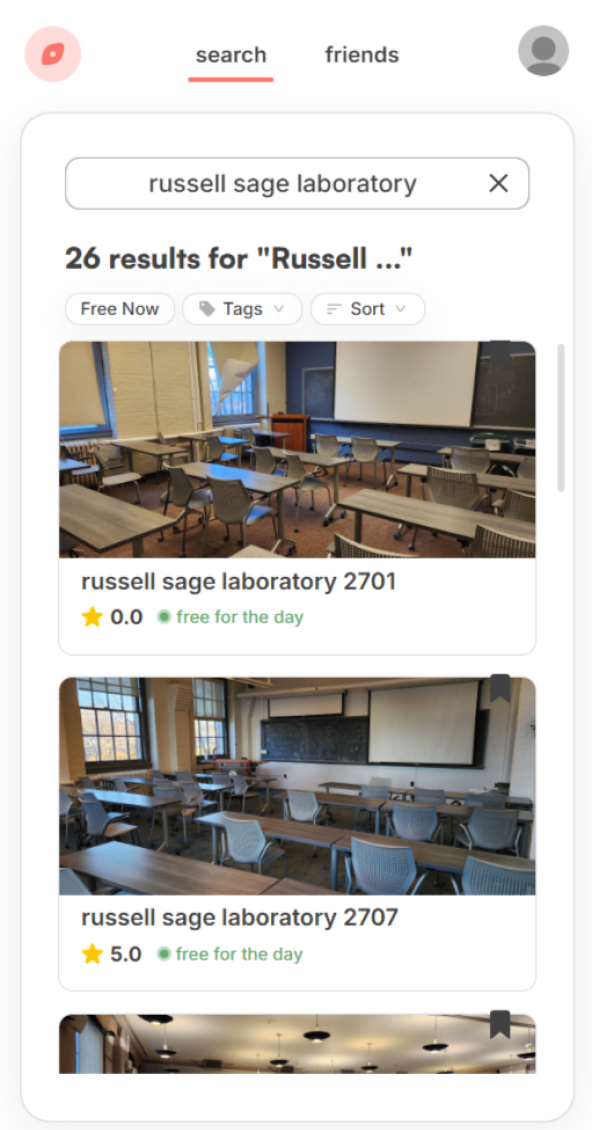 search friends
russell sage laboratory
26 results for "Russell ..."
Free Now Tags Sort
russell sage laboratory 2701
0.0 free for the day
russell sage laboratory 2707
5.0 free for the day